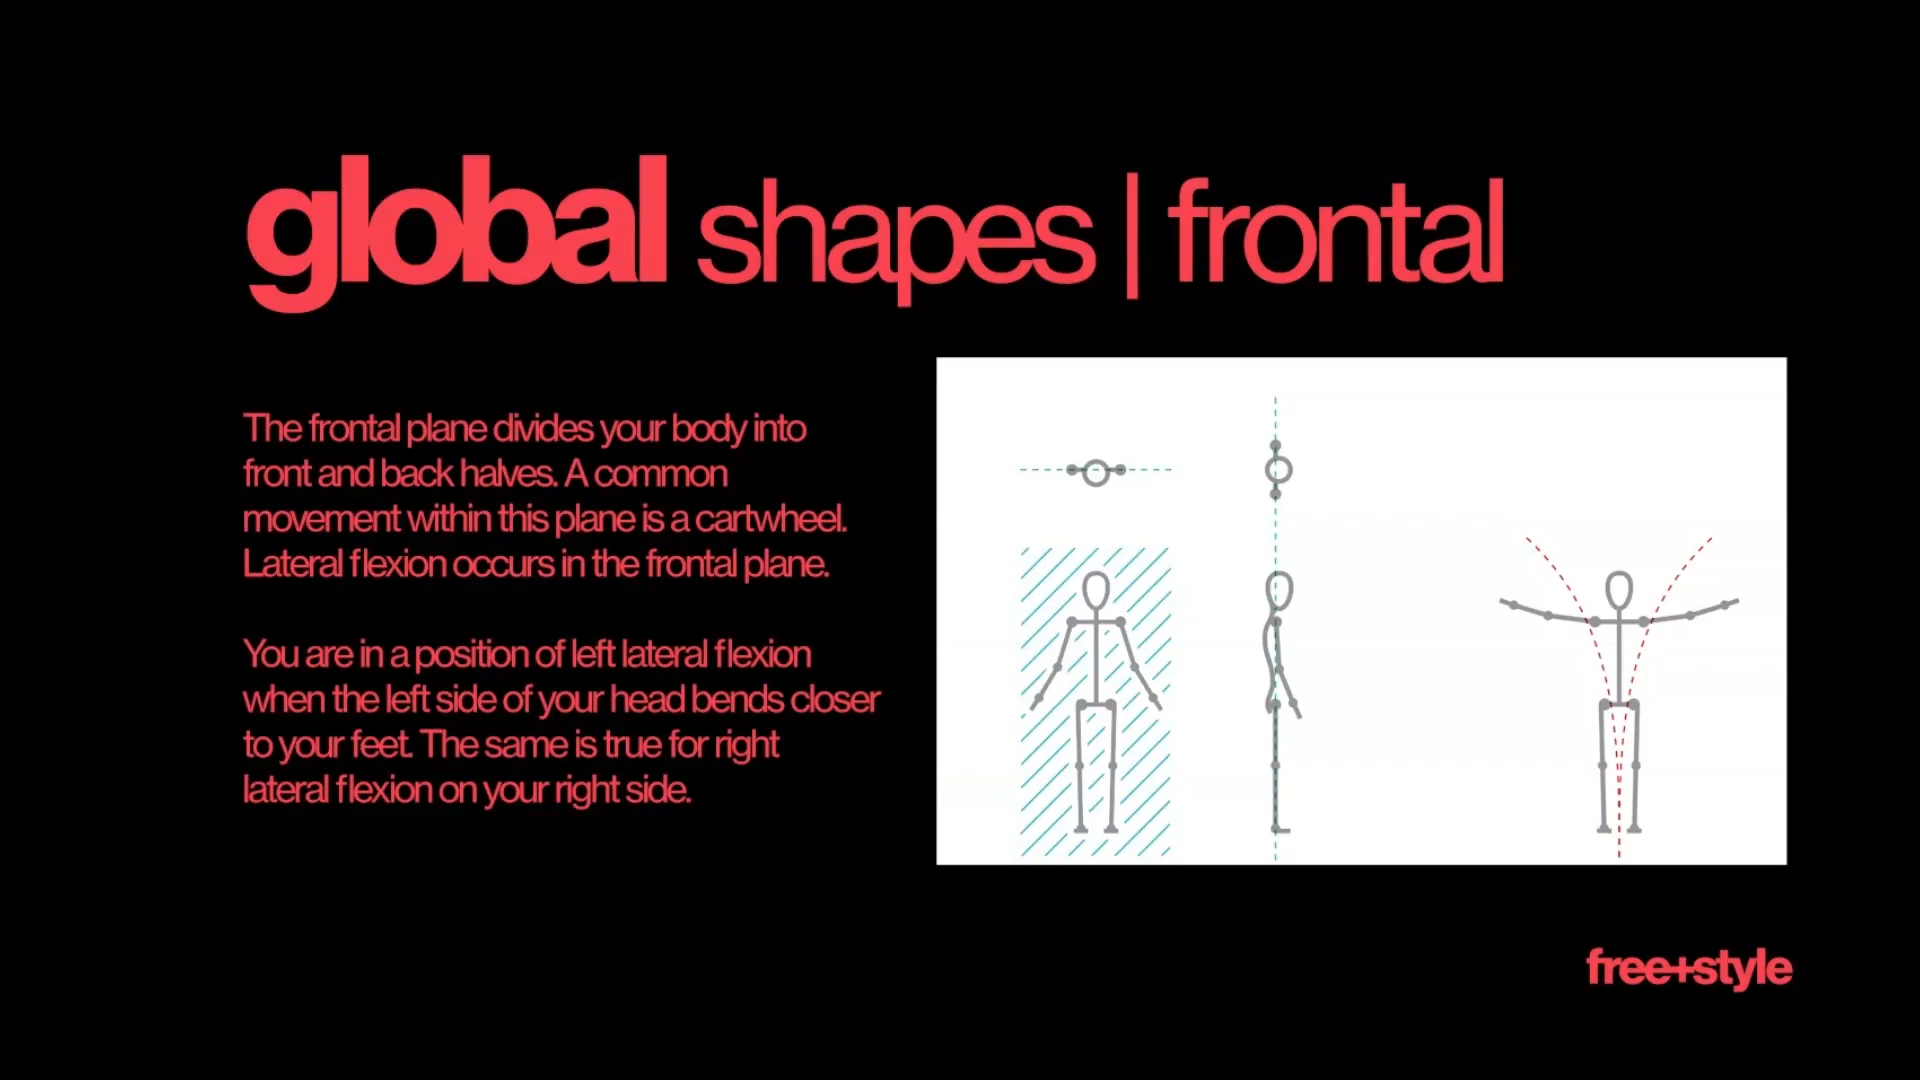 global shapes | frontal
The frontal plane divides your body into
front and back halves. A common
movement within this plane is a cartwheel.
Lateral flexion occurs in the frontal plane.
You are in a position of left lateral flexion
when the left side of your head bends closer
to your feet. The same is true for right
lateral flexion on your right side.
free+style